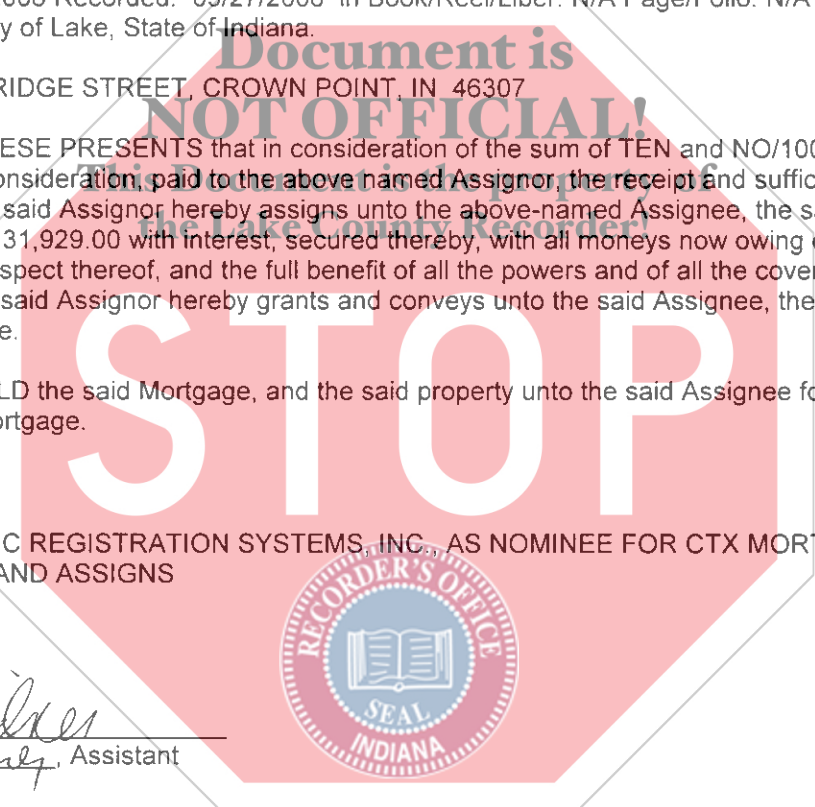 Recorded: 05/27/2008 in Book/Reel/Liber: N/A Page/Folio: N/A
y of Lake, State of Indiana.
Document is
RIDGE STREET, CROWN POINT, IN 46307
NOT OFFICIAL!
ESE PRESENTS that in consideration of the sum of TEN and NO/100
onsideration, paid to the above named Assignor, the receipt and suffic
This Document is the property of
said Assignor hereby assigns unto the above-named Assignee, the s
the Lake County Recorder!
31,929.00 with interest, secured thereby, with all moneys now owing
spect thereof, and the full benefit of all the powers and of all the cove
said Assignor hereby grants and conveys unto the said Assignee, the
e.
STOP
LD the said Mortgage, and the said property unto the said Assignee fo
ortgage.
C REGISTRATION SYSTEMS, INC., AS NOMINEE FOR CTX MORT
AND ASSIGNS
RECORDER'S OFFICE
SEAL
INDIANA
, Assistant